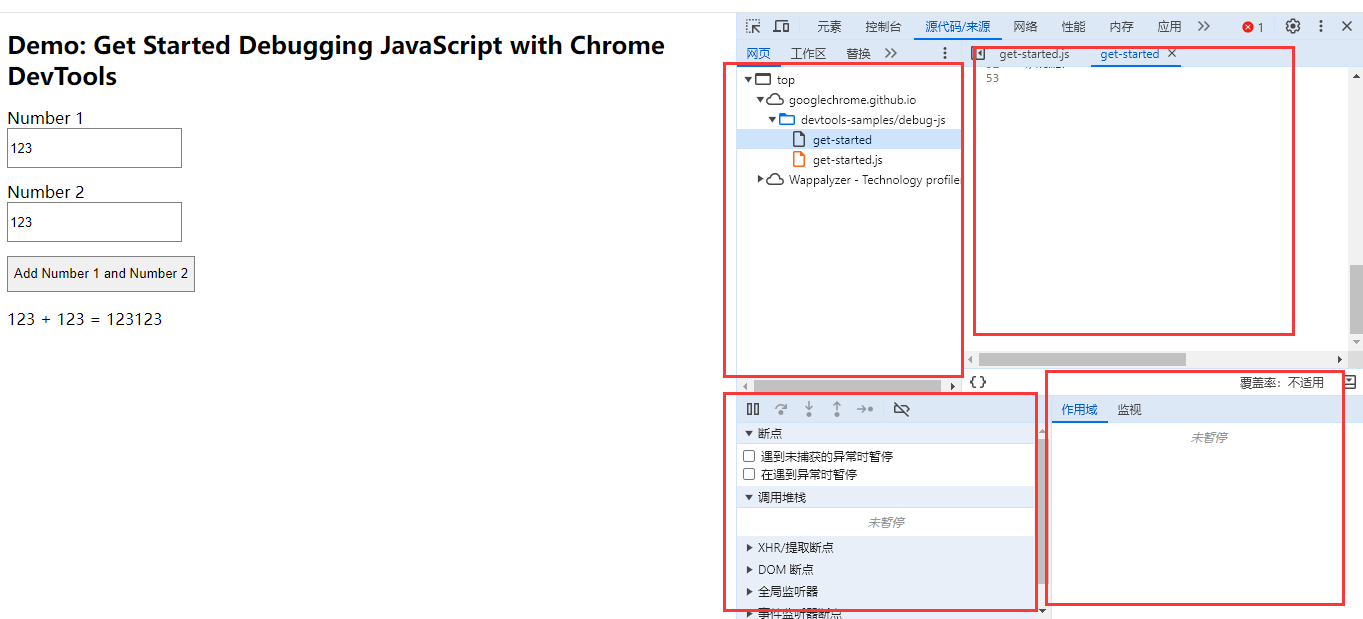 Demo: Get Started Debugging JavaScript with Chrome
DevTools
Number 1
123
Number 2
123
Add Number 1 and Number 2
123 + 123 = 123123
元素 控制台 源代码/来源 网络 性能 内存 应用 1
网页 工作区 替换
get-started.js get-started
top
googlechrome.github.io
devtools-samples/debug-js
get-started
get-started.js
Wappalyzer - Technology profiler
53
{} 覆盖率：不适用
断点
遇到未捕获的异常时暂停
在遇到异常时暂停
调用堆栈
未暂停
XHR/提取断点
DOM 断点
全局监听器
事件监听器断点
作用域 监视
未暂停